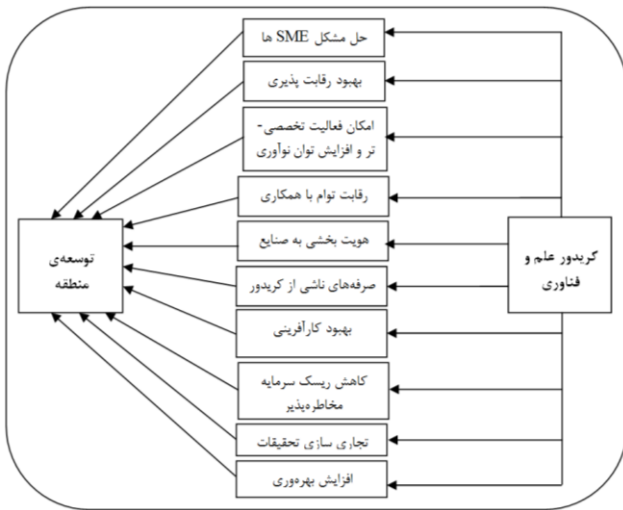 حل مشکل SME ها
بهبود رقابت پذیری
امکان فعالیت تخصصی-
تر و افزایش توان نوآوری
رقابت توام با همکاری
هویت بخشی به صنایع
صرفه‌های ناشی از کریدور
بهبود کارآفرینی
کاهش ریسک سرمایه
مخاطره‌پذیر
تجاری سازی تحقیقات
افزایش بهره‌وری
کریدور علم و
فناوری
توسعه‌ی
منطقه